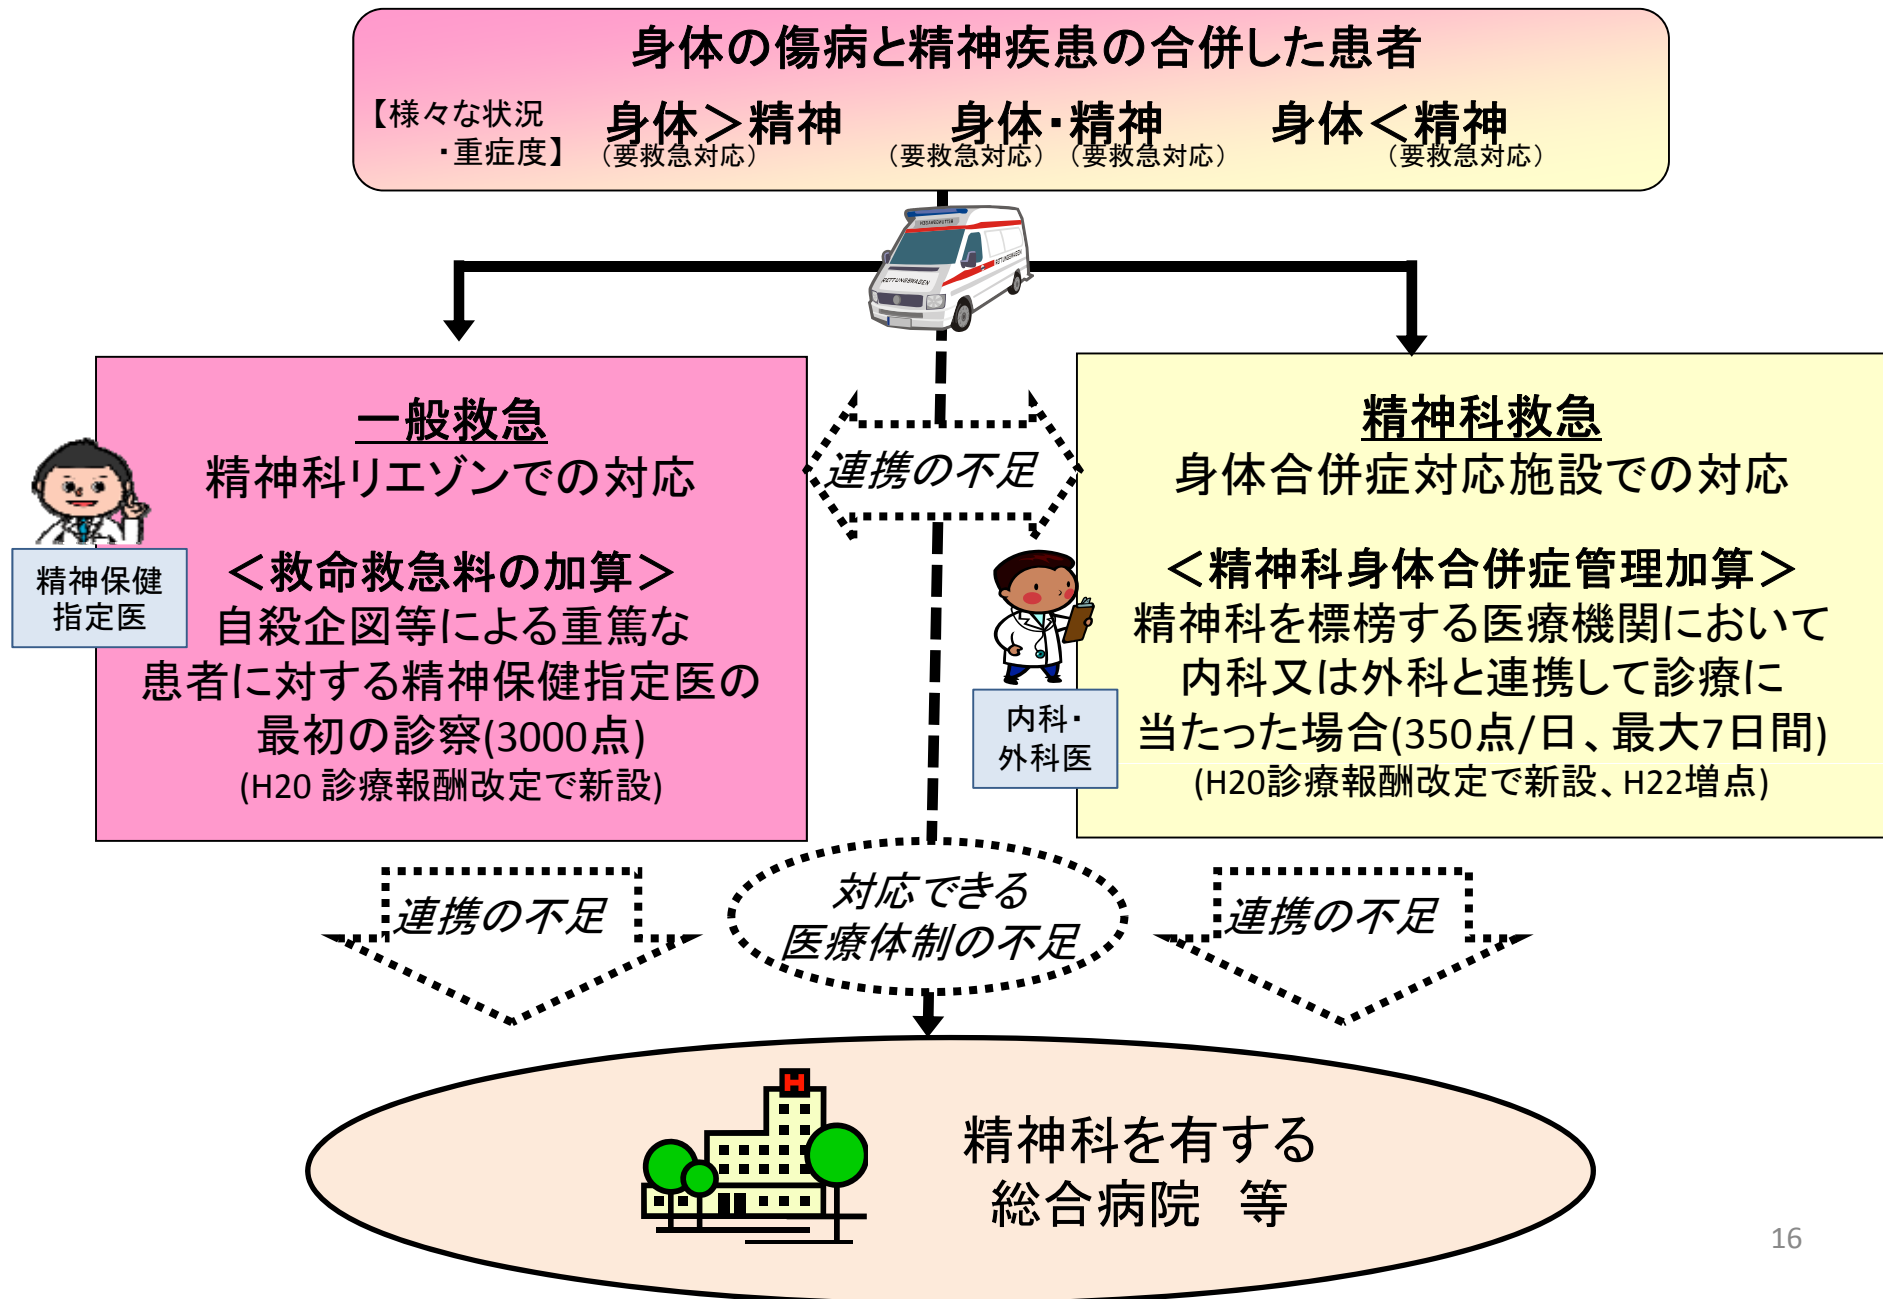 身体の傷病と精神疾患の合併した患者
【様々な状況
・重症度】
身体＞精神
（要救急対応）
身体・精神
（要救急対応）（要救急対応）
身体＜精神
（要救急対応）
一般救急
精神科リエゾンでの対応
＜救命救急料の加算＞
自殺企図等による重篤な
患者に対する精神保健指定医の
最初の診察(3000点)
(H20 診療報酬改定で新設)
精神保健
指定医
連携の不足
精神科救急
身体合併症対応施設での対応
＜精神科身体合併症管理加算＞
精神科を標榜する医療機関において
内科又は外科と連携して診療に
当たった場合(350点/日、最大7日間)
(H20診療報酬改定で新設、H22増点)
内科・
外科医
連携の不足
対応できる
医療体制の不足
連携の不足
H
精神科を有する
総合病院　等
16